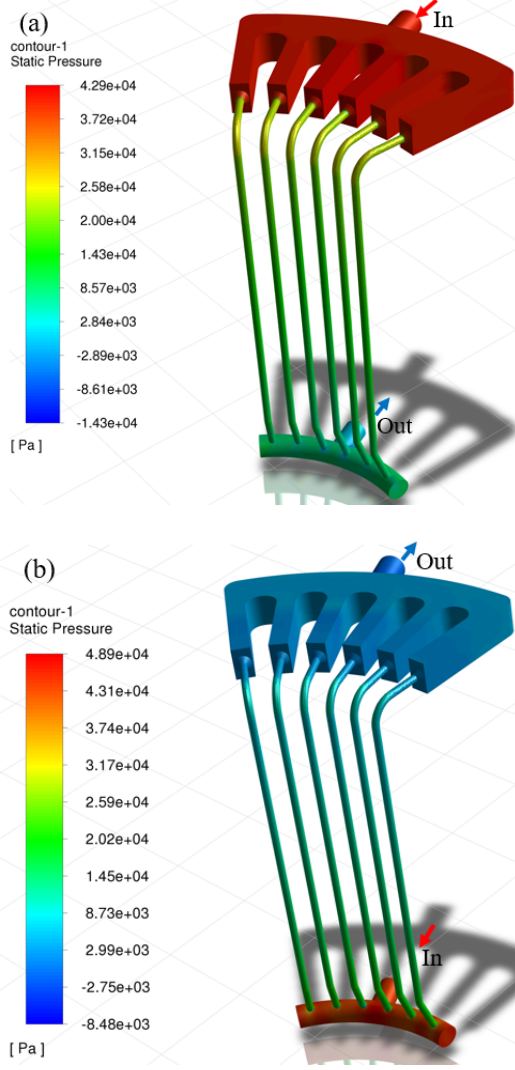 (a)
In
contour-1
Static Pressure
4.29e+04
3.72e+04
3.15e+04
2.58e+04
2.00e+04
1.43e+04
8.57e+03
2.84e+03
-2.89e+03
-8.61e+03
-1.43e+04
[ Pa ]
Out
(b)
Out
contour-1
Static Pressure
4.89e+04
4.31e+04
3.74e+04
3.17e+04
2.59e+04
2.02e+04
1.45e+04
8.73e+03
2.99e+03
-2.75e+03
-8.48e+03
[ Pa ]
In